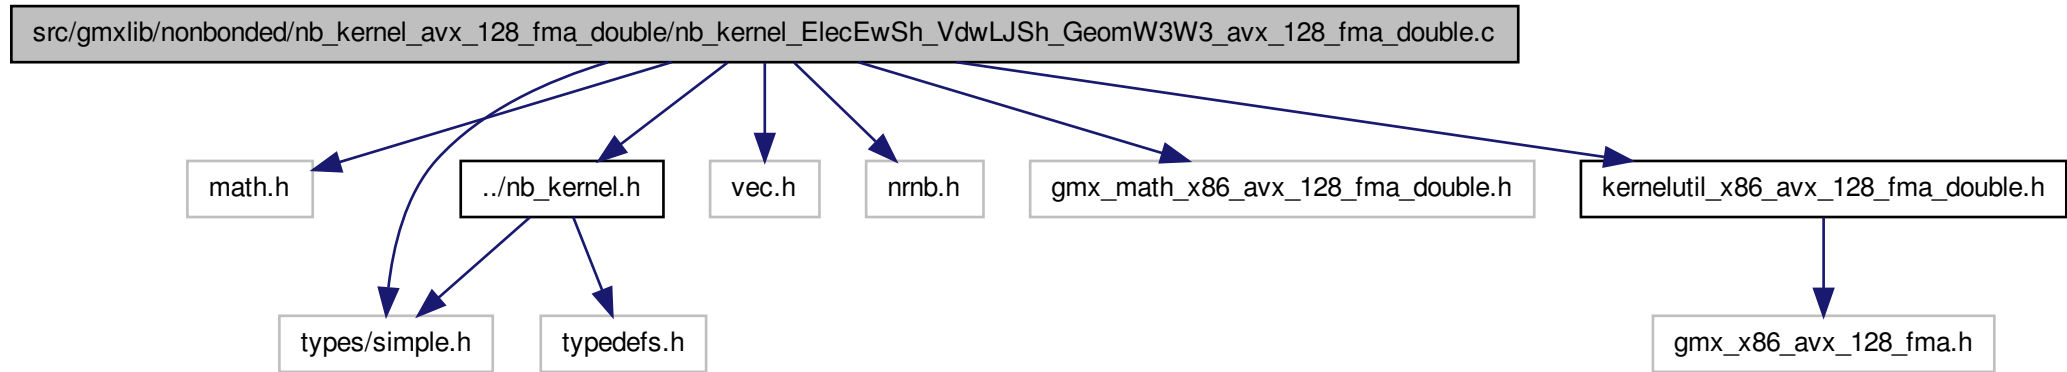 src/gmxlib/nonbonded/nb_kernel_avx_128_fma_double/nb_kernel_ElecEwSh_VdwLJSh_GeomW3W3_avx_128_fma_double.c
math.h
../nb_kernel.h
vec.h
nrnb.h
gmx_math_x86_avx_128_fma_double.h
kernelutil_x86_avx_128_fma_double.h
types/simple.h
typedefs.h
gmx_x86_avx_128_fma.h